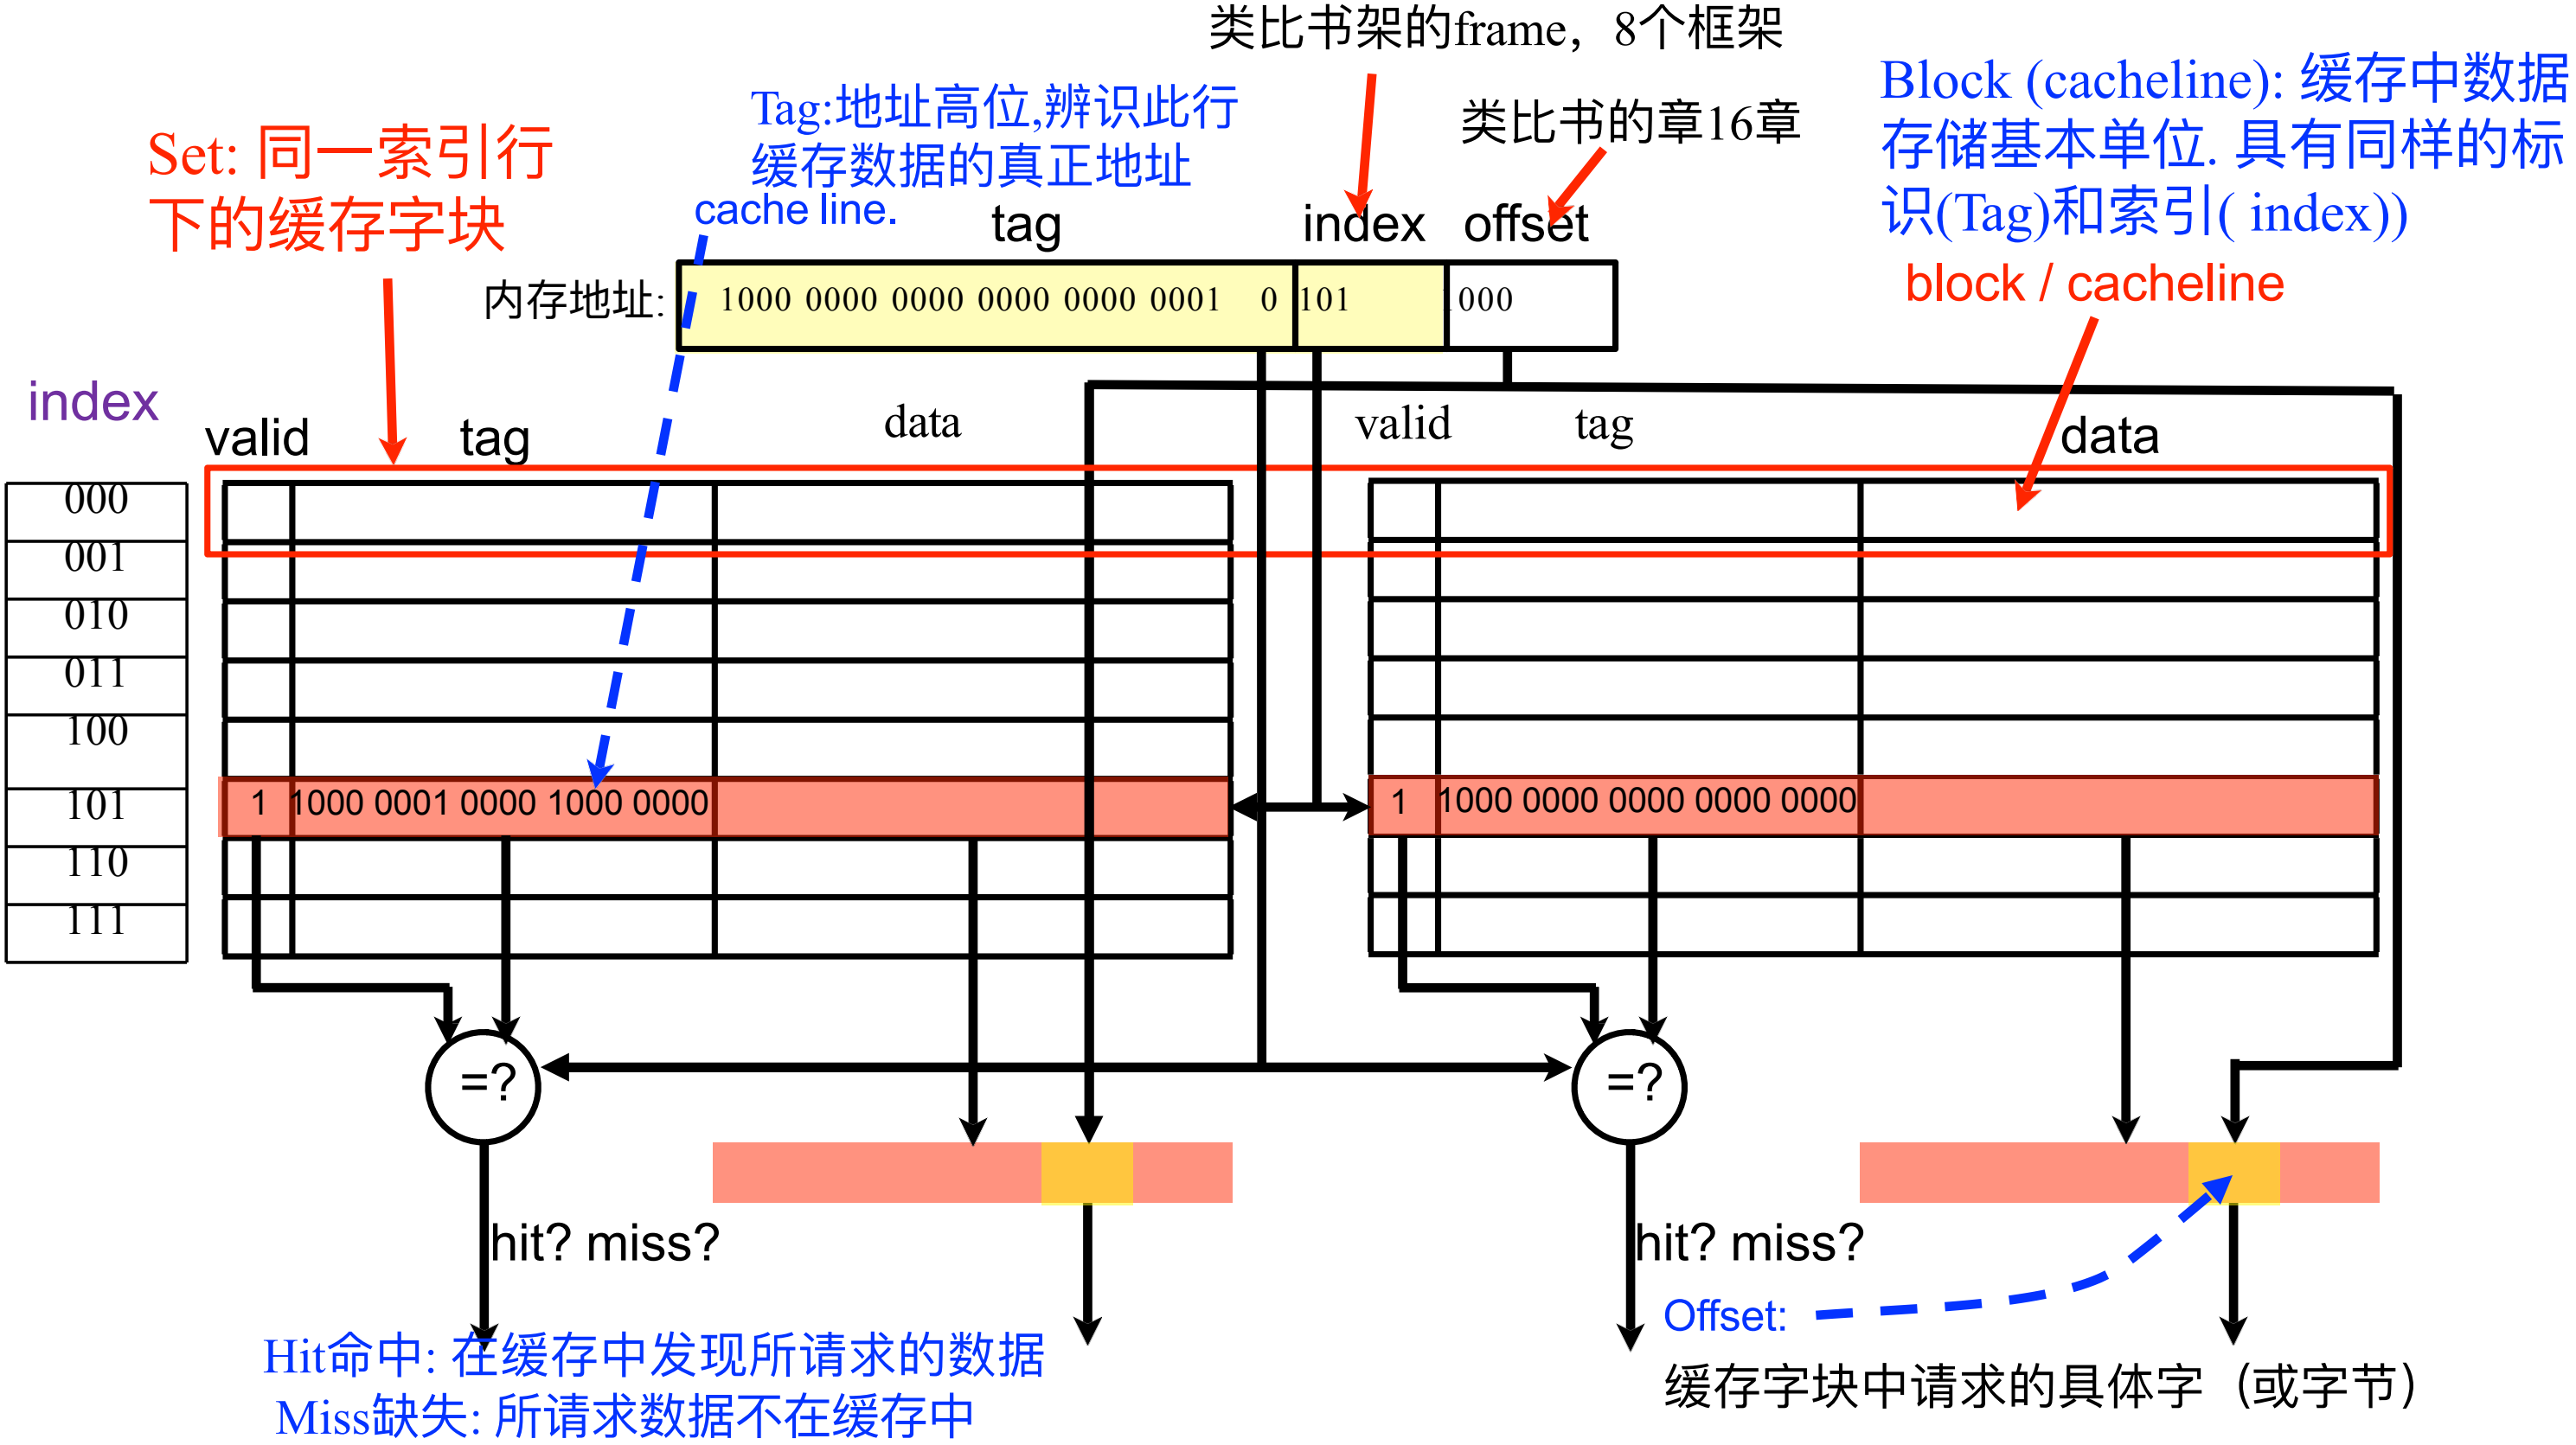 类比书架的frame，8个框架
类比书的章16章
Block (cacheline): 缓存中数据
存储基本单位. 具有同样的标
识(Tag)和索引( index))
block / cacheline
Tag:地址高位,辨识此行
缓存数据的真正地址
cache line.
Set: 同一索引行
下的缓存字块
tag index offset
内存地址: 1000 0000 0000 0000 0000 0001 0 101 000
index
valid tag data valid tag data
000
001
010
011
100
101 1 1000 0001 0000 1000 0000 1 1000 0000 0000 0000 0000
110
111
=? =?
hit? miss? hit? miss?
Offset:
缓存字块中请求的具体字（或字节）
Hit命中: 在缓存中发现所请求的数据
Miss缺失: 所请求数据不在缓存中